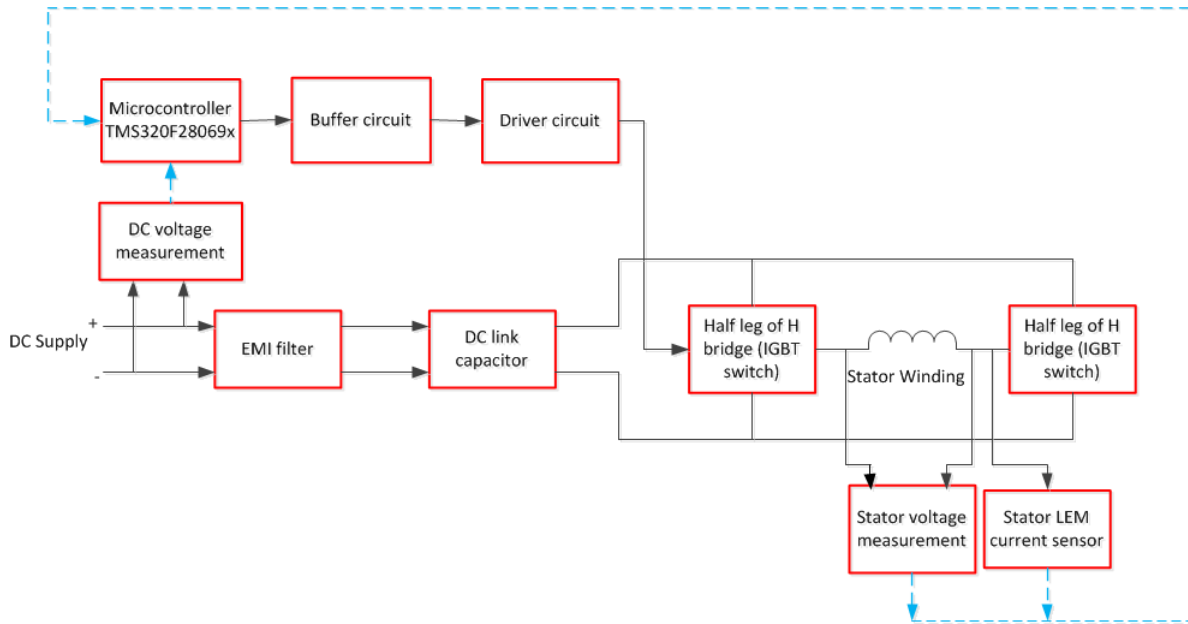 Microcontroller
TMS320F28069x
Buffer circuit
Driver circuit
DC voltage
measurement
DC Supply
+
-
EMI filter
DC link
capacitor
Half leg of H
bridge (IGBT
switch)
Stator Winding
Half leg of H
bridge (IGBT
switch)
Stator voltage
measurement
Stator LEM
current sensor